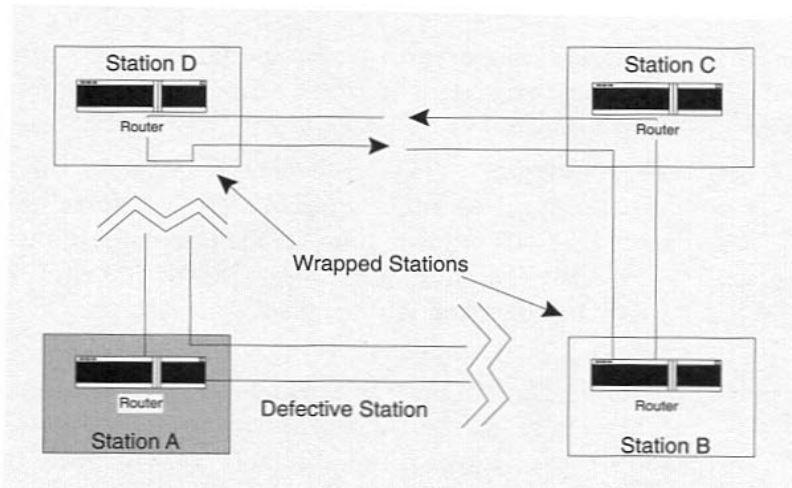 Station D
Station C
Router
Router
Wrapped Stations
Router
Defective Station
Station A
Router
Station B